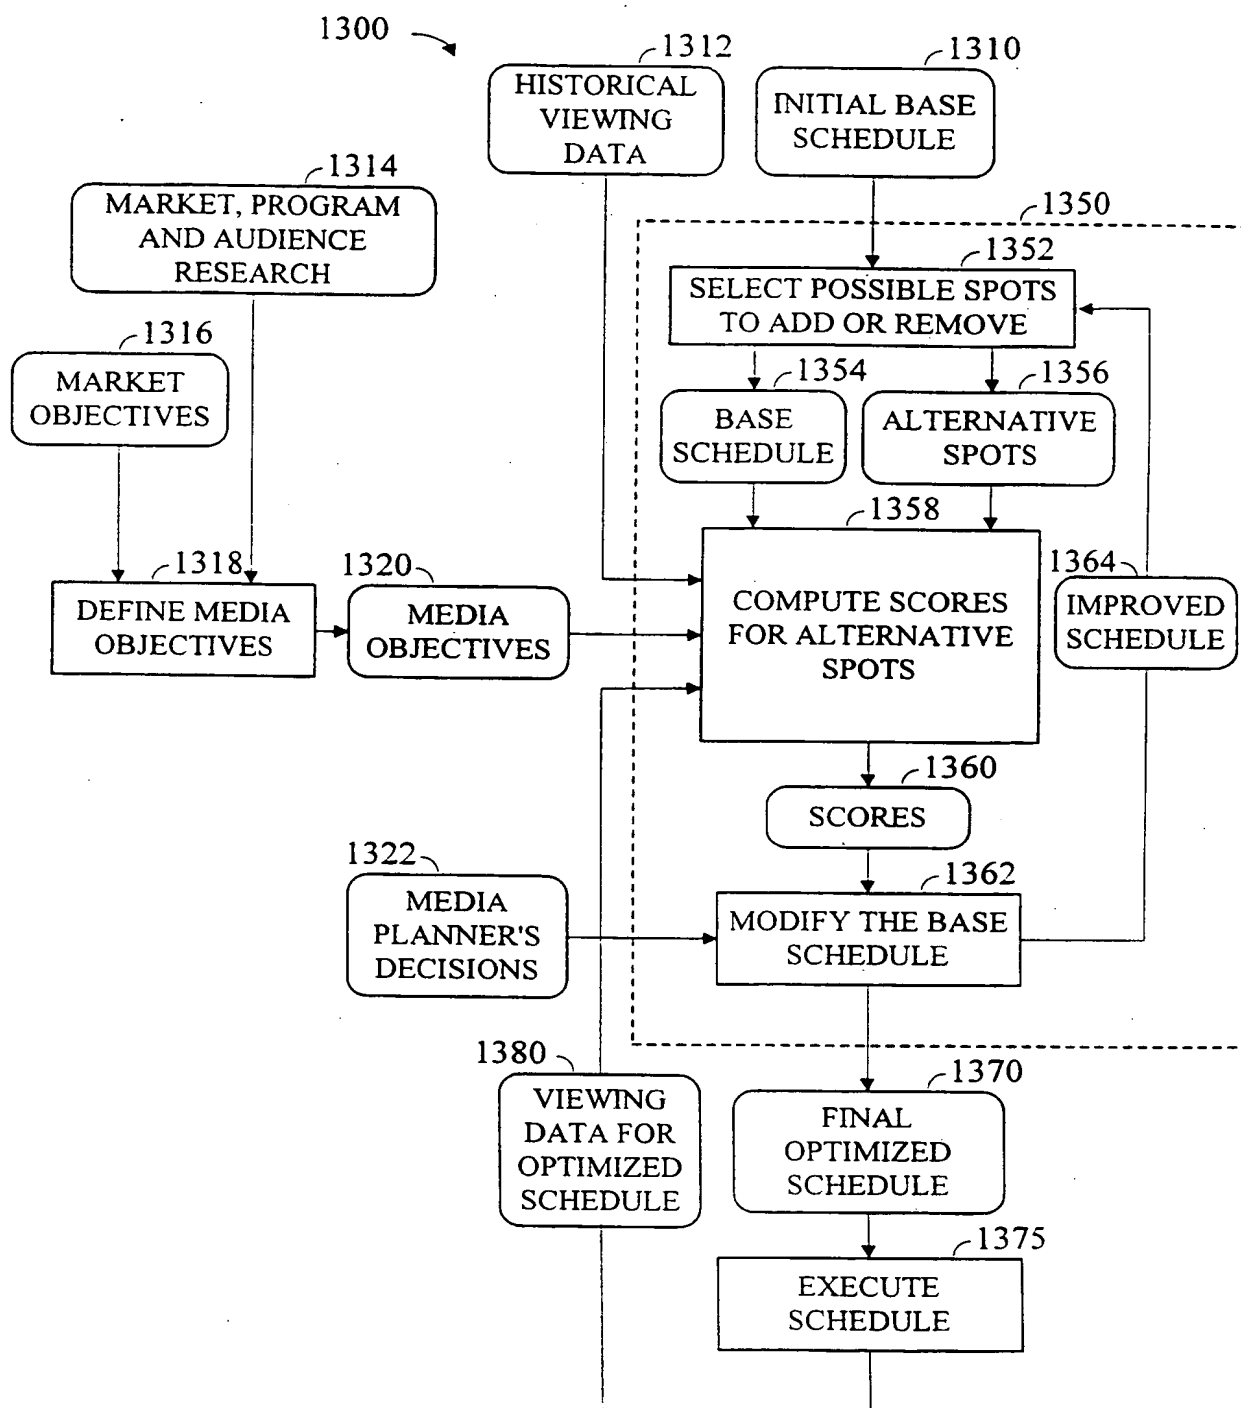 1300
1312
1310
HISTORICAL
VIEWING
DATA
INITIAL BASE
SCHEDULE
1314
MARKET, PROGRAM
AND AUDIENCE
RESEARCH
1350
1352
SELECT POSSIBLE SPOTS
TO ADD OR REMOVE
1316
MARKET
OBJECTIVES
1354
1356
BASE
SCHEDULE
ALTERNATIVE
SPOTS
1358
COMPUTE SCORES
FOR ALTERNATIVE
SPOTS
1318
DEFINE MEDIA
OBJECTIVES
1320
MEDIA
OBJECTIVES
1364
IMPROVED
SCHEDULE
1360
SCORES
1322
MEDIA
PLANNER'S
DECISIONS
1362
MODIFY THE BASE
SCHEDULE
1380
VIEWING
DATA FOR
OPTIMIZED
SCHEDULE
1370
FINAL
OPTIMIZED
SCHEDULE
1375
EXECUTE
SCHEDULE